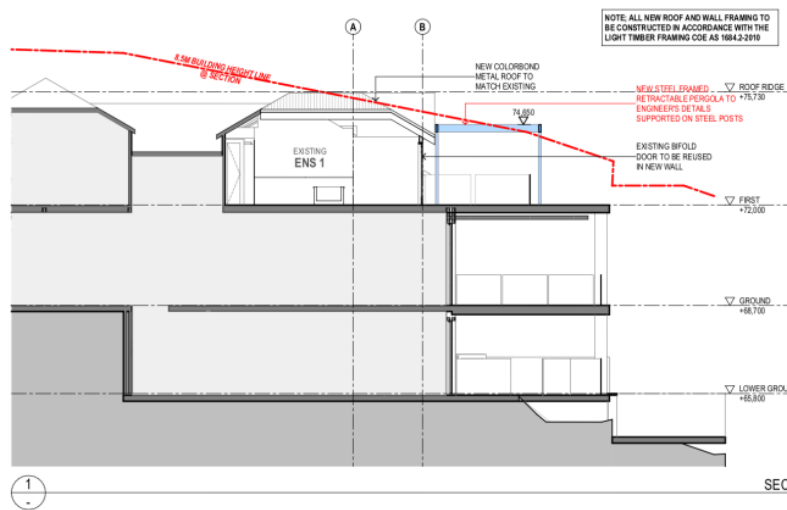 NOTE; ALL NEW ROOF AND WALL FRAMING TO
BE CONSTRUCTED IN ACCORDANCE WITH THE
LIGHT TIMBER FRAMING COE AS 1684.2-2010
A
B
8.5M BUILDING HEIGHT LINE
@ SECTION
NEW COLORBOND
METAL ROOF TO
MATCH EXISTING
NEW STEEL FRAMED
RETRACTABLE PERGOLA TO
ENGINEER'S DETAILS
SUPPORTED ON STEEL POSTS
ROOF RIDGE
+75,730
74,650
EXISTING
ENS 1
EXISTING BIFOLD
DOOR TO BE REUSED
IN NEW WALL
FIRST
+72,000
GROUND
+68,700
LOWER GROU
+65,800
1
-
SEC